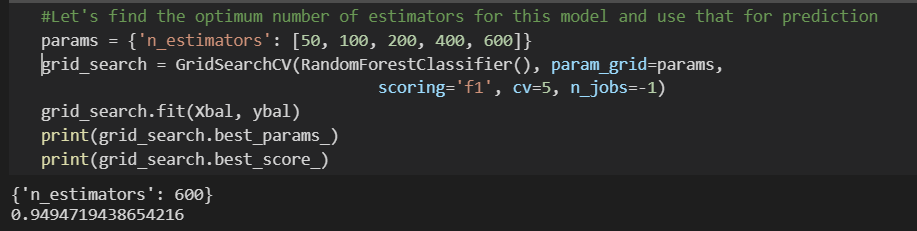 #Let's find the optimum number of estimators for this model and use that for prediction
params = {'n_estimators': [50, 100, 200, 400, 600]}
grid_search = GridSearchCV(RandomForestClassifier(), param_grid=params,
scoring='f1', cv=5, n_jobs=-1)
grid_search.fit(Xbal, ybal)
print(grid_search.best_params_)
print(grid_search.best_score_)
{'n_estimators': 600}
0.9494719438654216